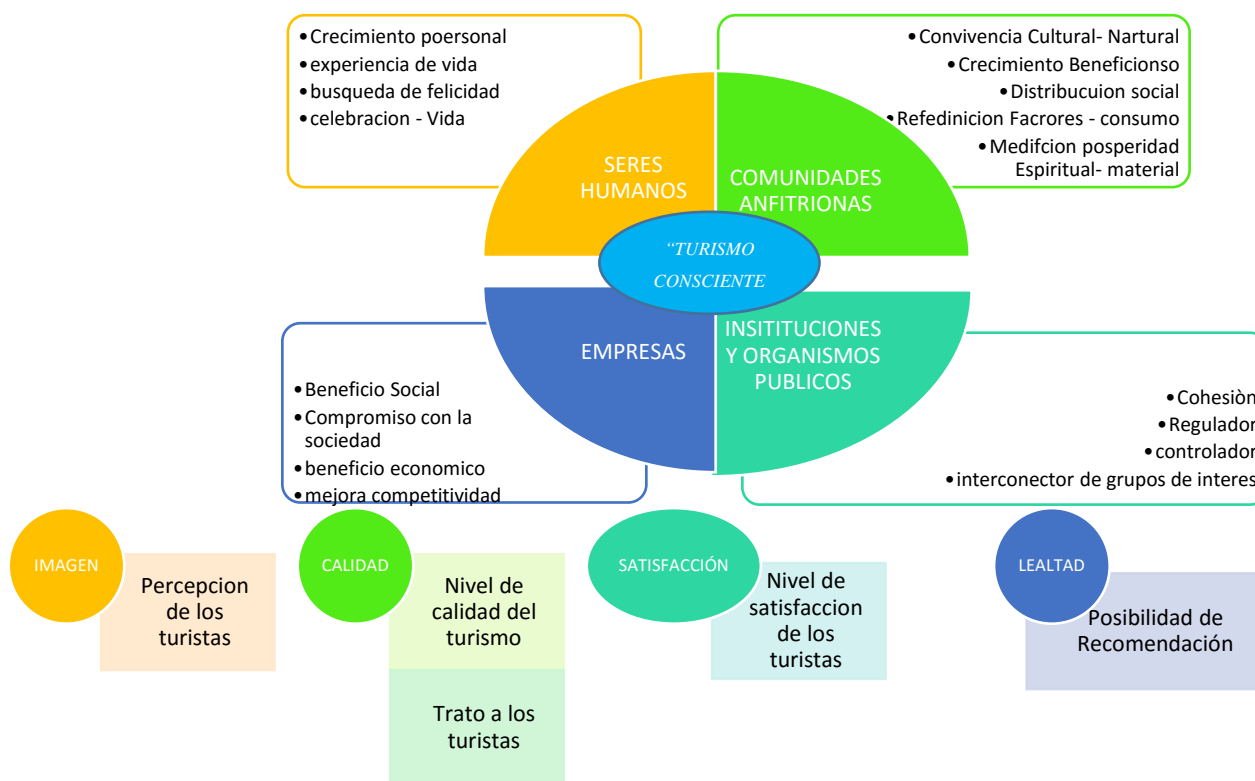 •Crecimiento poersonal
•experiencia de vida
•busqueda de felicidad
•celebracion - Vida
•Convivencia Cultural- Nartural
•Crecimiento Beneficionso
•Distribucuion social
•Refedinicion Facrores - consumo
•Medifcion posperidad
Espiritual- material
SERES
HUMANOS
COMUNIDADES
ANFITRIONAS
“TURISMO
CONSCIENTE
EMPRESAS
INSITITUCIONES
Y ORGANISMOS
PUBLICOS
•Beneficio Social
•Compromiso con la
sociedad
•beneficio economico
•mejora competitividad
•Cohesiòn
•Regulador
•controlador
•interconector de grupos de interes
IMAGEN
Percepcion
de los
turistas
CALIDAD
Nivel de
calidad del
turismo
Trato a los
turistas
SATISFACCIÓN
Nivel de
satisfaccion
de los
turistas
LEALTAD
Posibilidad de
Recomendación